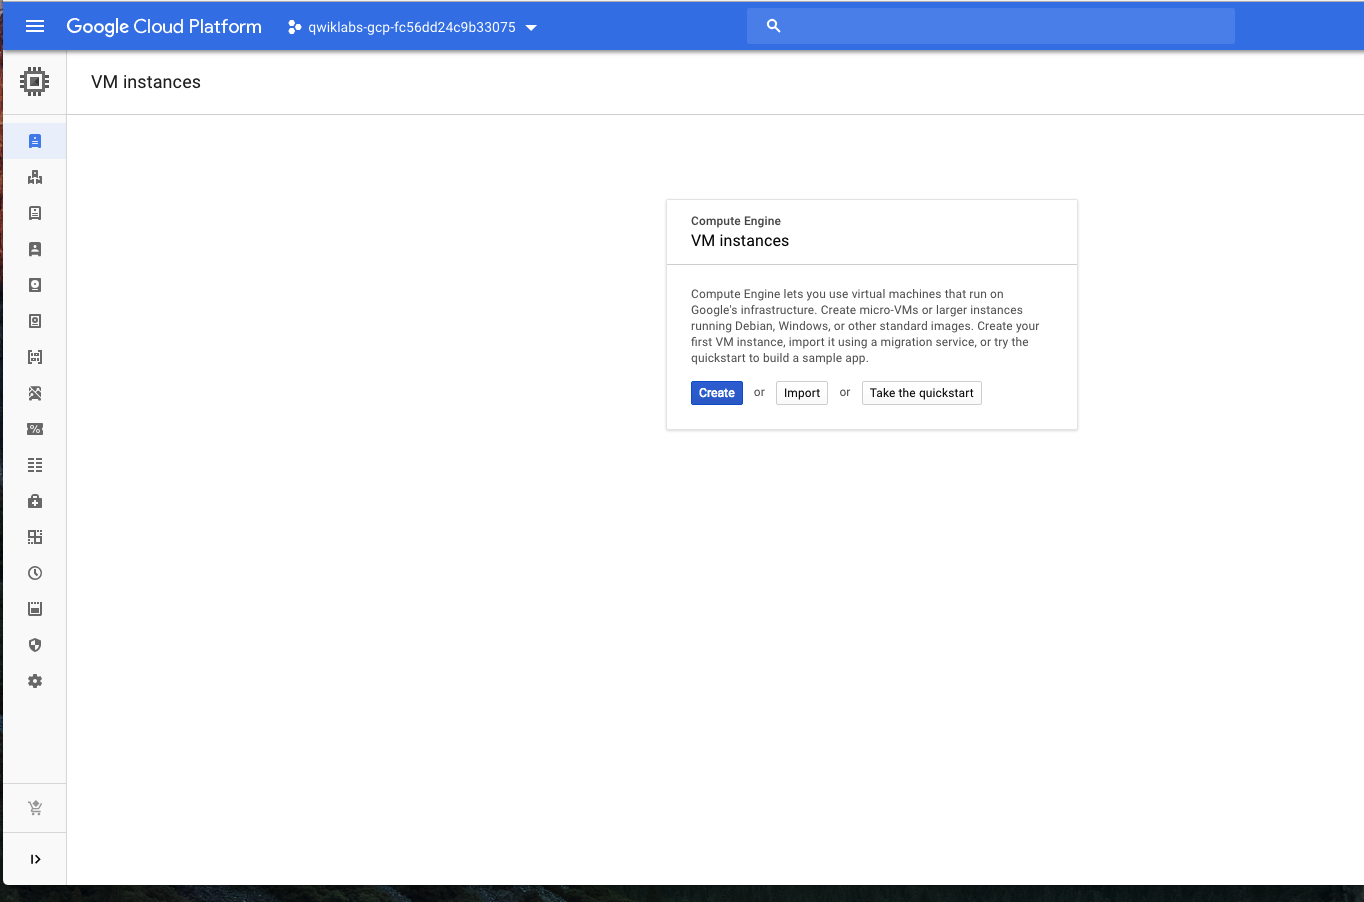 Google Cloud Platform
qwiklabs-gcp-fc56dd24c9b33075
VM instances
Compute Engine
VM instances
Compute Engine lets you use virtual machines that run on
Google's infrastructure. Create micro-VMs or larger instances
running Debian, Windows, or other standard images. Create your
first VM instance, import it using a migration service, or try the
quickstart to build a sample app.
Create or Import or Take the quickstart
%